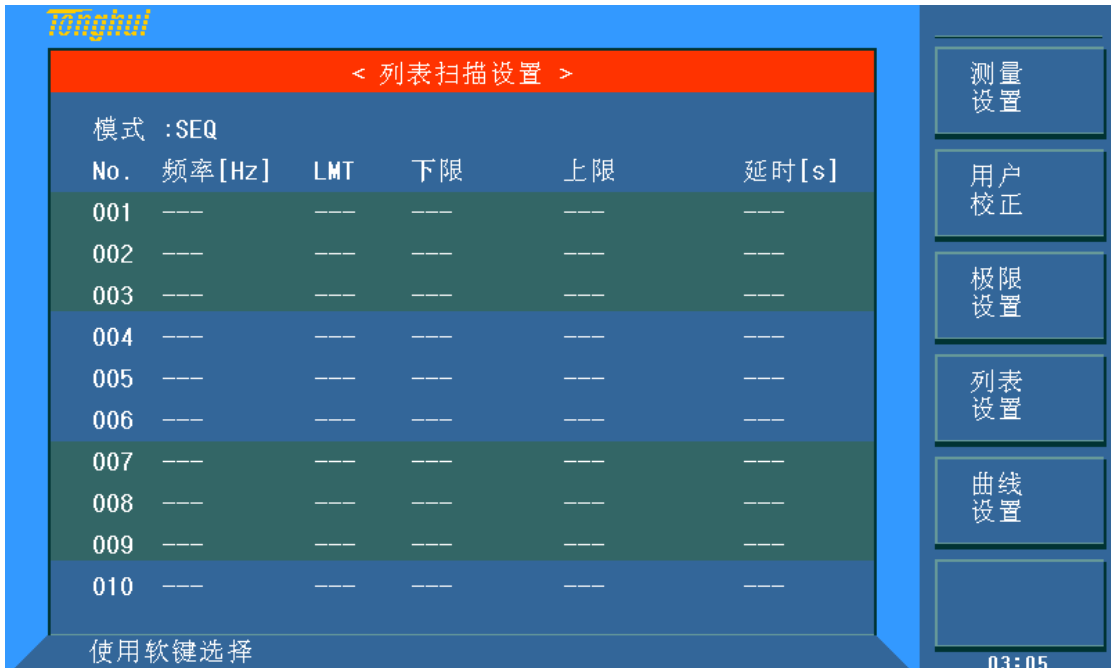 Tonghui
< 列表扫描设置 >
模式 :SEQ
No. 频率[Hz] LMT 下限 上限 延时[s]
001 --- --- --- --- ---
002 --- --- --- --- ---
003 --- --- --- --- ---
004 --- --- --- --- ---
005 --- --- --- --- ---
006 --- --- --- --- ---
007 --- --- --- --- ---
008 --- --- --- --- ---
009 --- --- --- --- ---
010 --- --- --- --- ---
使用软键选择
测量
设置
用户
校正
极限
设置
列表
设置
曲线
设置
03:05